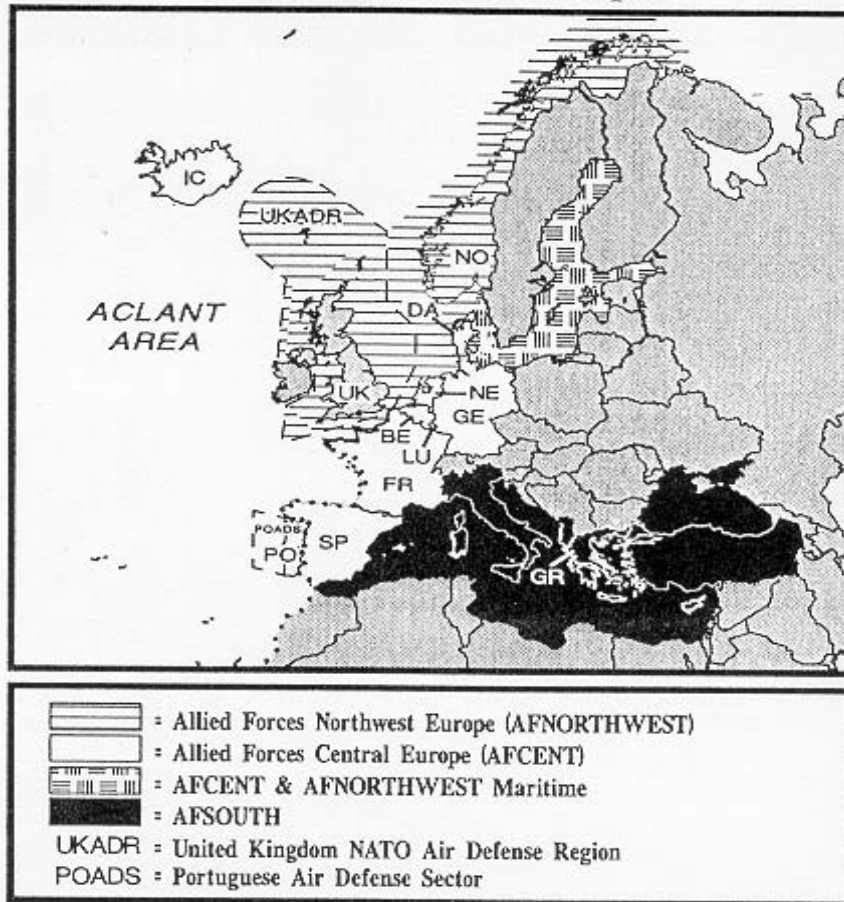 IC
UKADR
NO
ACLANT
AREA
DA
UK
NE
GE
BE
LU
FR
POADS
PO
SP
GR
= Allied Forces Northwest Europe (AFNORTHWEST)
= Allied Forces Central Europe (AFCENT)
= AFCENT & AFNORTHWEST Maritime
= AFSOUTH
UKADR = United Kingdom NATO Air Defense Region
POADS = Portuguese Air Defense Sector